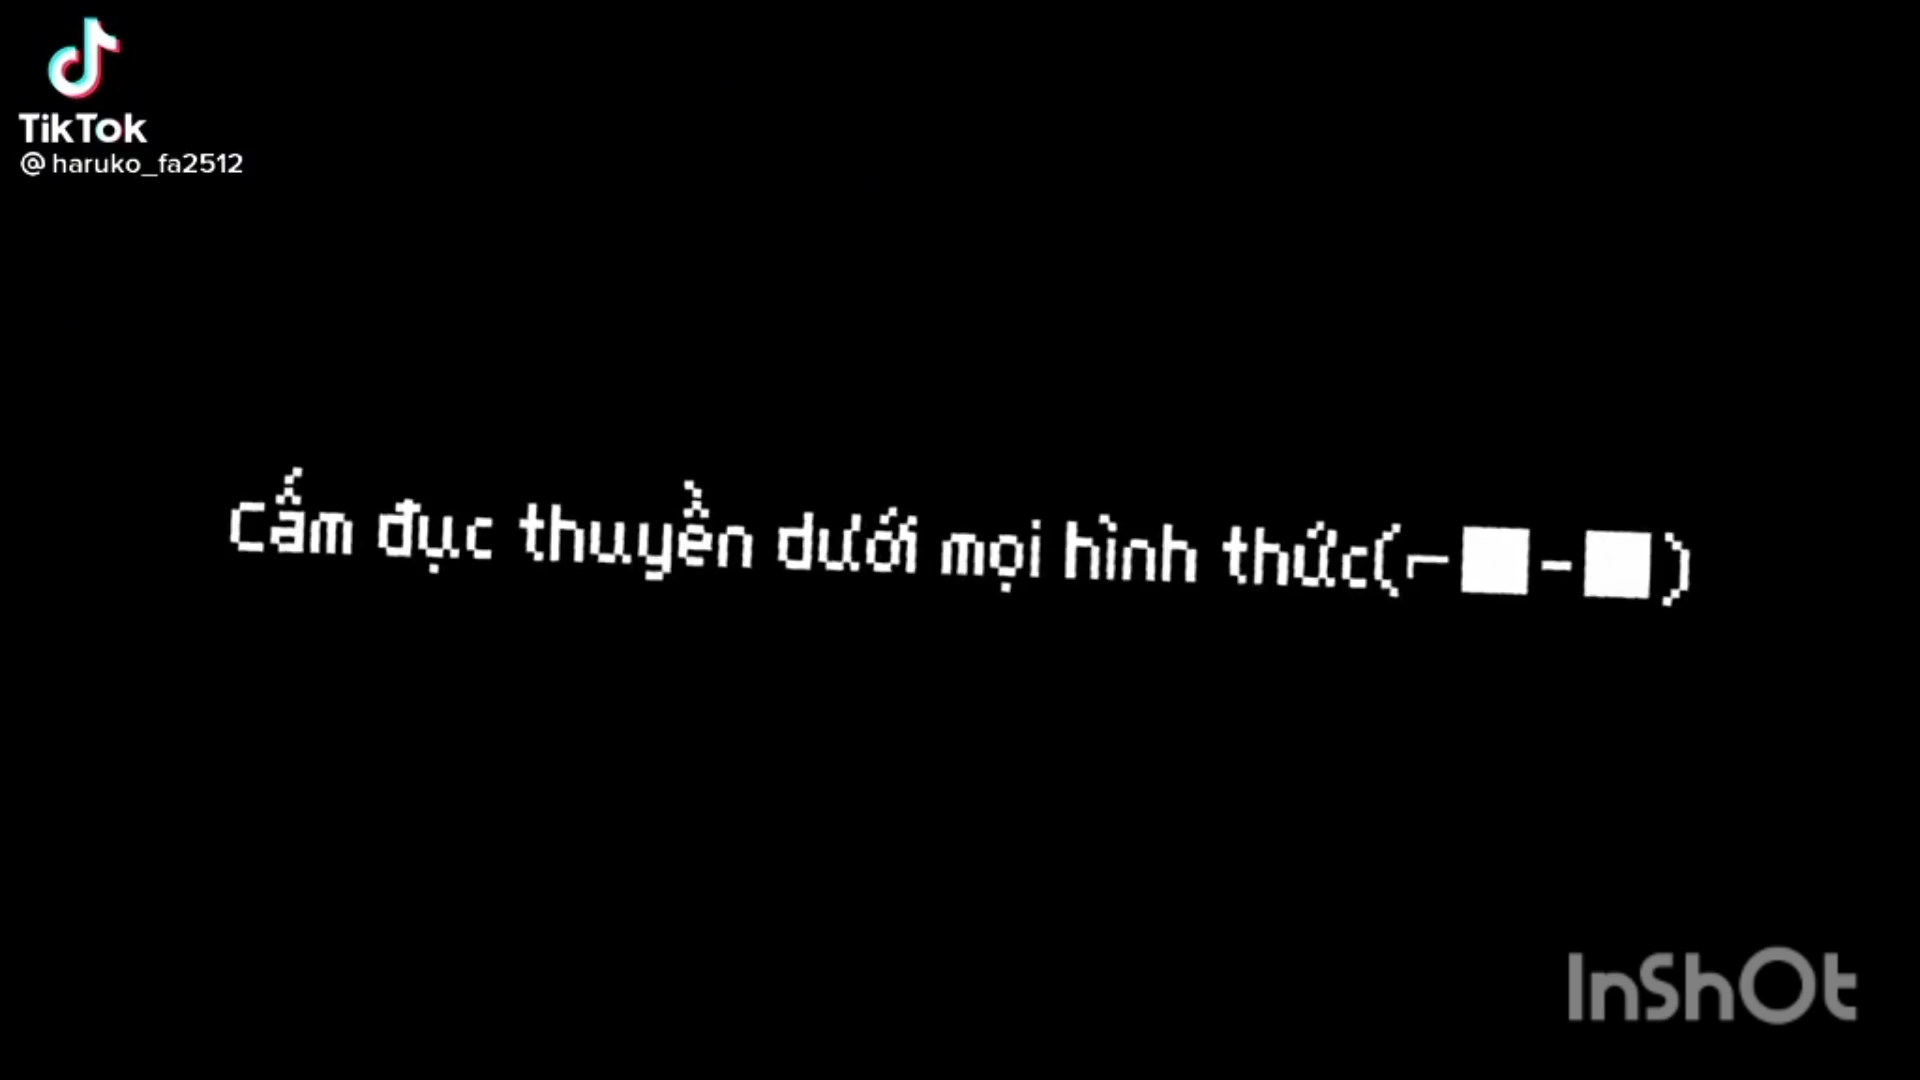 TikTok
@haruko_fa2512
Cấm đục thuyền dưới mọi hình thức(⌐■-■)
InShOt